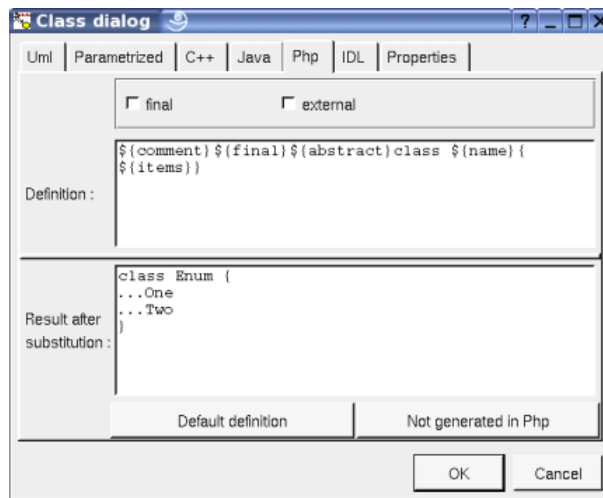 Class dialog
Uml Parametrized C++ Java Php IDL Properties
final external
Definition :
${comment}${final}${abstract}class ${name}{
${items}}
Result after
substitution :
class Enum {
...One
...Two
}
Default definition Not generated in Php
OK Cancel